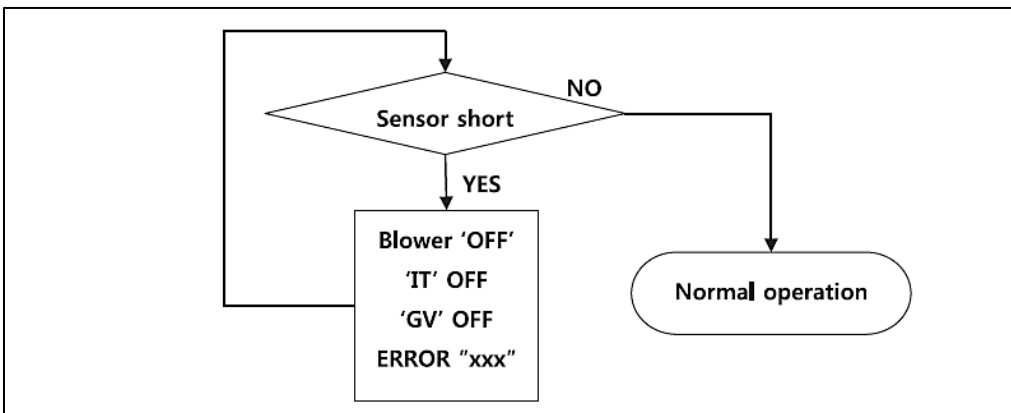 NO
Sensor short
YES
Blower ‘OFF’
‘IT’ OFF
‘GV’ OFF
ERROR ”xxx”
Normal operation